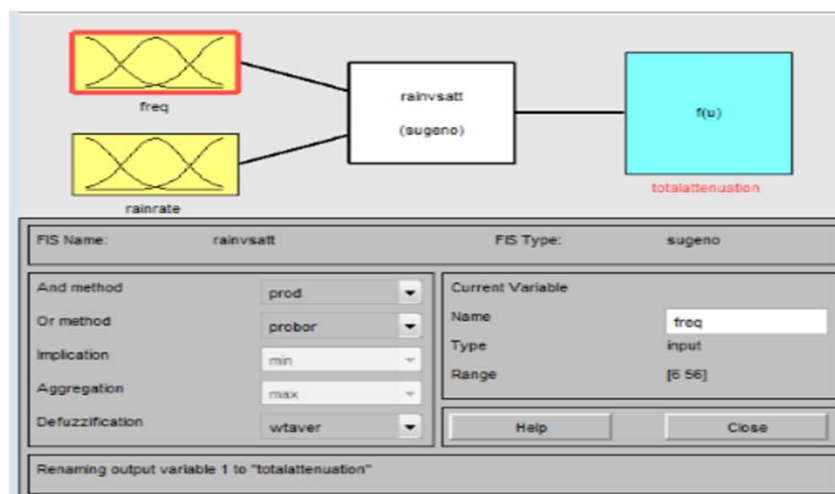 freq
rainvsatt
(sugeno)
f(u)
rainrate
totalattenuation
FIS Name: rainvsatt FIS Type: sugeno
And method prod
Or method probor
Implication min
Aggregation max
Defuzzification wtaver
Current Variable
Name freq
Type input
Range [6 56]
Help Close
Renaming output variable 1 to "totalattenuation"